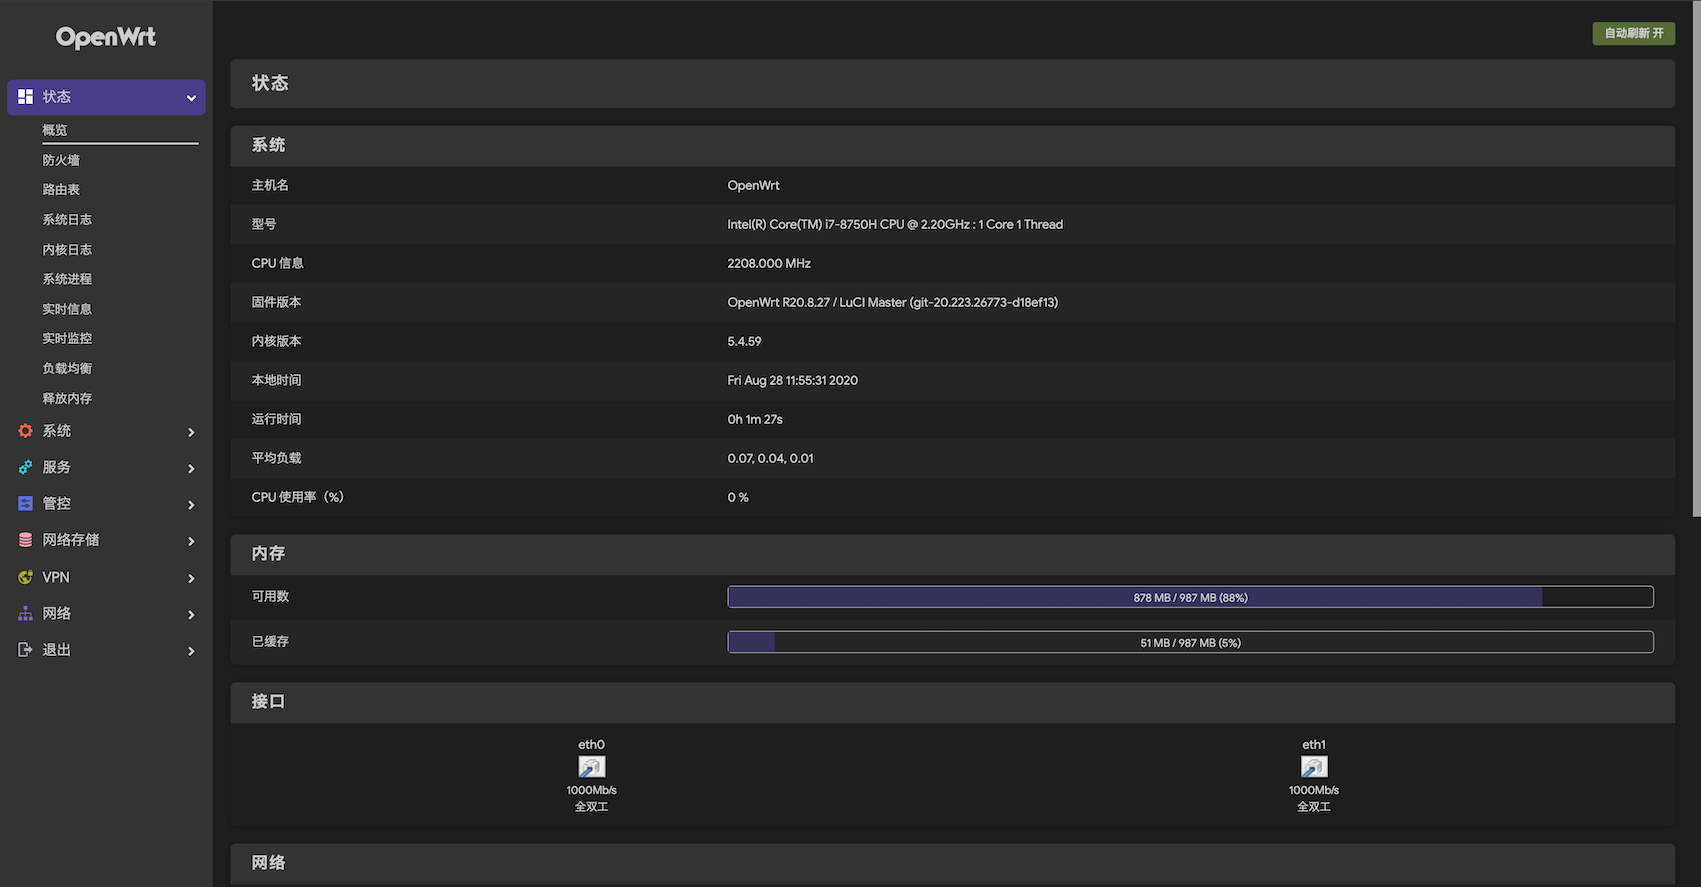 OpenWrt
状态
概览
防火墙
路由表
系统日志
内核日志
系统进程
实时信息
实时监控
负载均衡
释放内存
系统
服务
管控
网络存储
VPN
网络
退出
自动刷新 开
状态
系统
主机名 OpenWrt
型号 Intel(R) Core(TM) i7-8750H CPU @ 2.20GHz : 1 Core 1 Thread
CPU 信息 2208.000 MHz
固件版本 OpenWrt R20.8.27 / LuCI Master (git-20.223.26773-d18ef13)
内核版本 5.4.59
本地时间 Fri Aug 28 11:55:31 2020
运行时间 0h 1m 27s
平均负载 0.07, 0.04, 0.01
CPU 使用率（%） 0 %
内存
可用数 878 MB / 987 MB (88%)
已缓存 51 MB / 987 MB (5%)
接口
eth0 eth1
1000Mb/s 1000Mb/s
全双工 全双工
网络